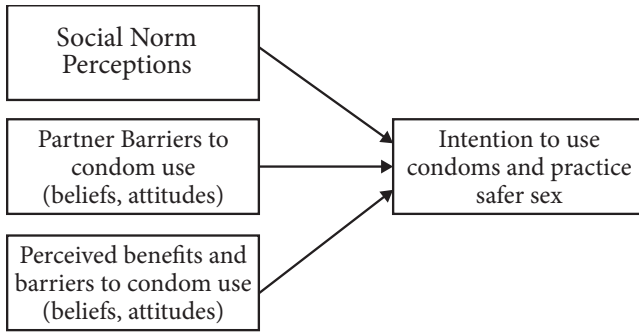 Social Norm
Perceptions
Partner Barriers to
condom use
(beliefs, attitudes)
Perceived benefits and
barriers to condom use
(beliefs, attitudes)
Intention to use
condoms and practice
safer sex